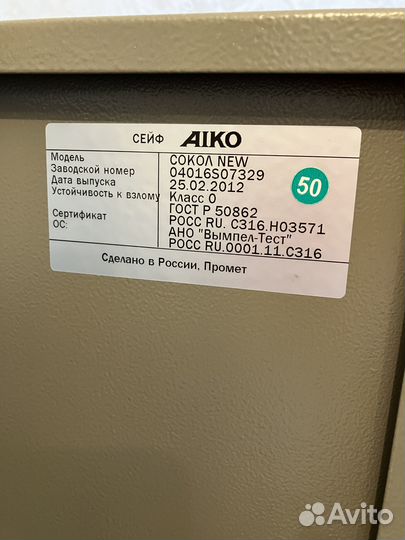 СЕЙФ AIKO
Модель СОКОЛ NEW
Заводской номер 04016S07329
Дата выпуска 25.02.2012
Устойчивость к взлому Класс 0
ГОСТ Р 50862
Сертификат РОСС RU. С316.Н03571
ОС: АНО "Вымпел-Тест"
РОСС RU.0001.11.С316
50
Сделано в России, Промет
Avito